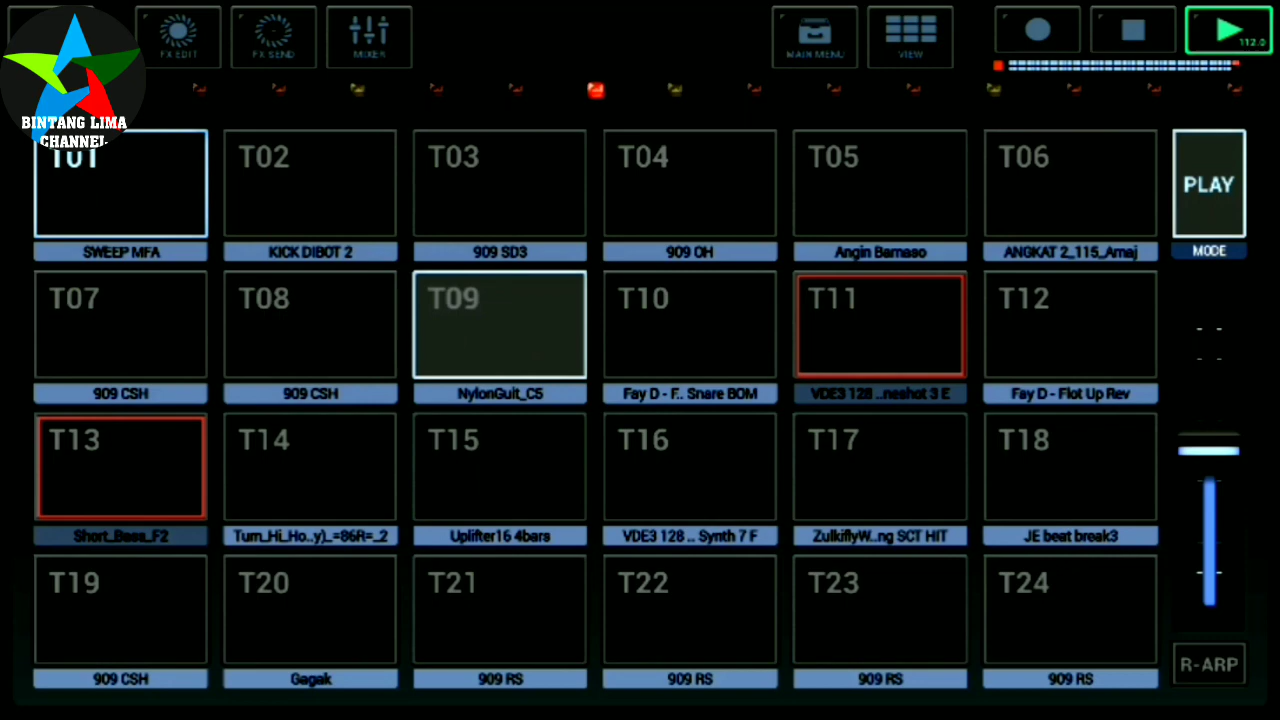 FX EDIT
FX SEND
MIXER
MAIN MENU
VIEW
112.0
BINTANG LIMA
CHANNEL
T01
T02
T03
T04
T05
T06
PLAY
SWEEP MFA
KICK DIBOT 2
909 SD3
909 OH
Angin Bamaso
ANGKAT 2_115_Amaj
MODE
T07
T08
T09
T10
T11
T12
909 CSH
909 CSH
NylonGuit_C5
Fay D - F.. Snare BOM
VDE3 128 ..neshot 3 E
Fay D - Flot Up Rev
T13
T14
T15
T16
T17
T18
Short_Bass_F2
Turn_Hi_Ho..y)_=86R=_2
Uplifter16 4bars
VDE3 128 .. Synth 7 F
ZulkiflyW..ng SCT HIT
JE beat break3
T19
T20
T21
T22
T23
T24
R-ARP
909 CSH
Gagak
909 RS
909 RS
909 RS
909 RS